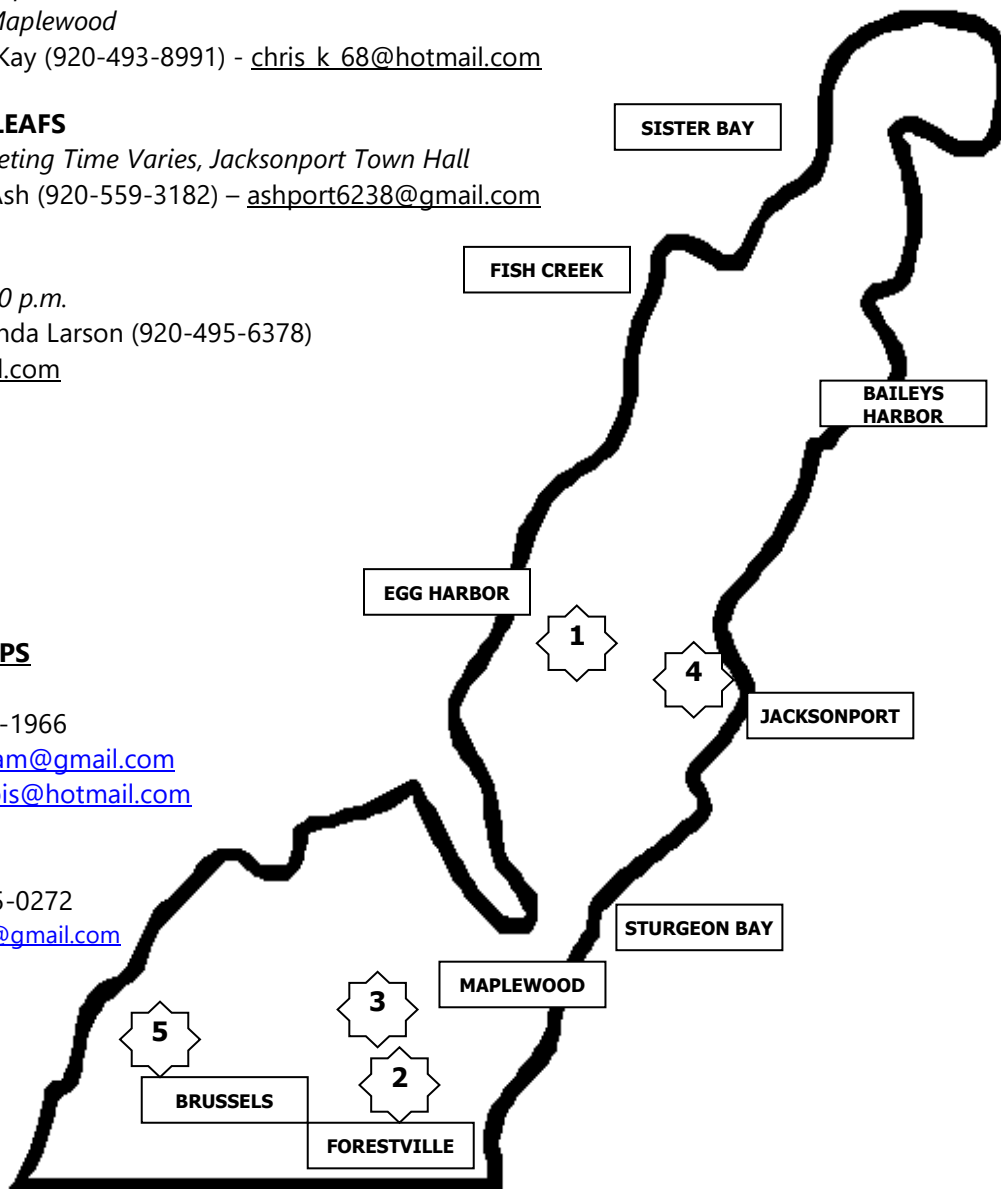 Maplewood
Kay (920-493-8991) - chris_k_68@hotmail.com
LEAFS
eting Time Varies, Jacksonport Town Hall
Ash (920-559-3182) – ashport6238@gmail.com
0 p.m.
nda Larson (920-495-6378)
l.com
PS
-1966
am@gmail.com
is@hotmail.com
-0272
@gmail.com
SISTER BAY
FISH CREEK
BAILEYS
HARBOR
EGG HARBOR
1
4
JACKSONPORT
STURGEON BAY
MAPLEWOOD
3
5
2
BRUSSELS
FORESTVILLE